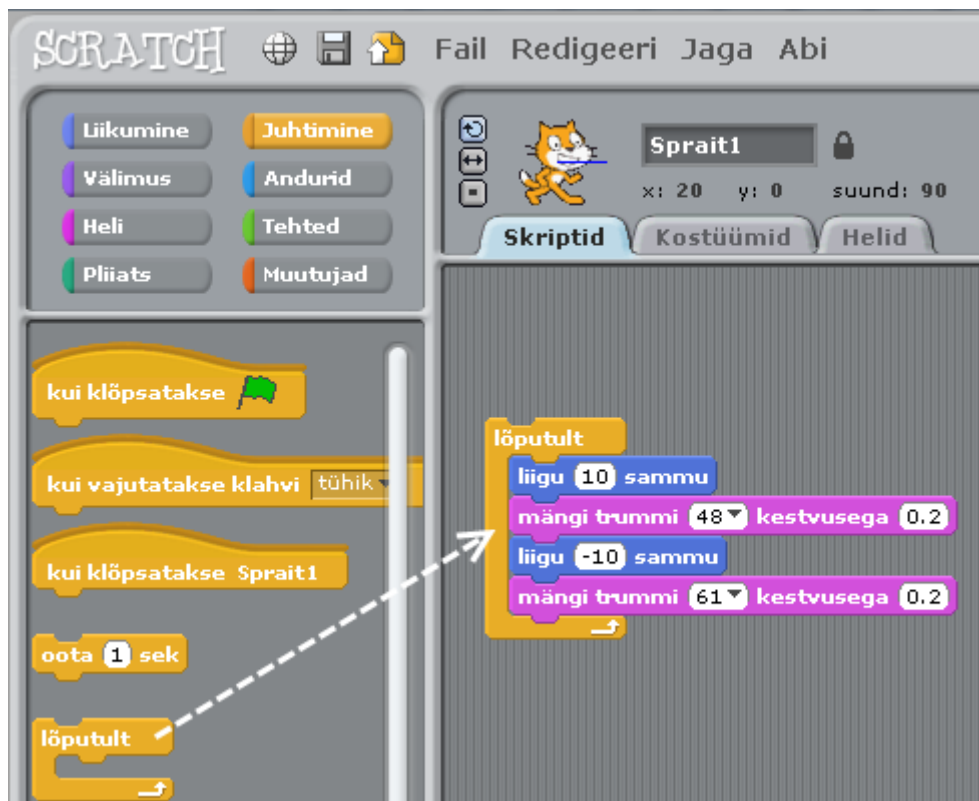 SCRATCH Fail Redigeeri Jaga Abi
Liikumine Juhtimine
Välimus Andurid
Heli Tehted
Pliiats Muutujad
Sprait1
x: 20 y: 0 suund: 90
Skriptid Kostüümid Helid
kui klõpsatakse
kui vajutatakse klahvi tühik
kui klõpsatakse Sprait1
oota 1 sek
lõputult
lõputult
liigu 10 sammu
mängi trummi 48 kestvusega 0.2
liigu -10 sammu
mängi trummi 61 kestvusega 0.2